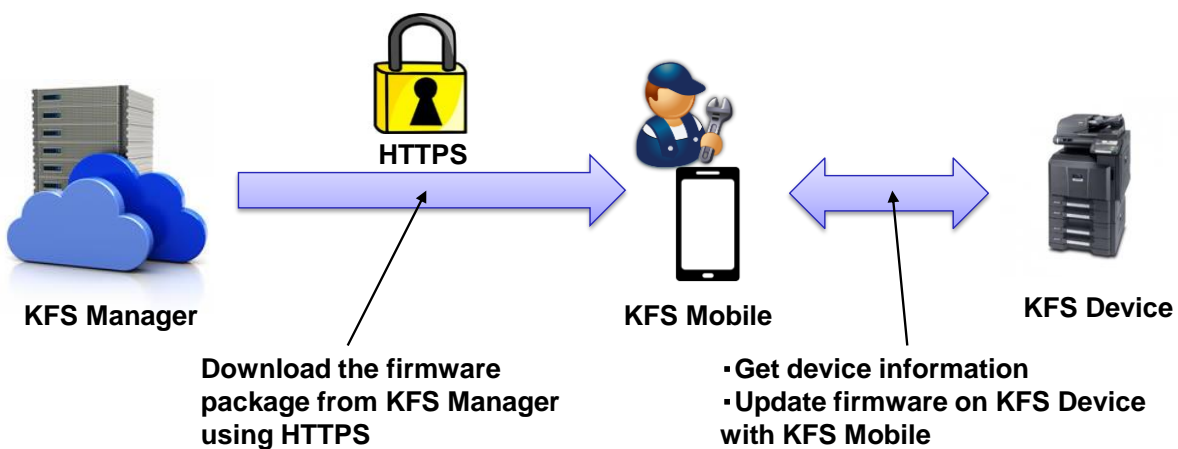 HTTPS
KFS Manager
KFS Mobile
KFS Device
Download the firmware
package from KFS Manager
using HTTPS
・Get device information
・Update firmware on KFS Device
with KFS Mobile